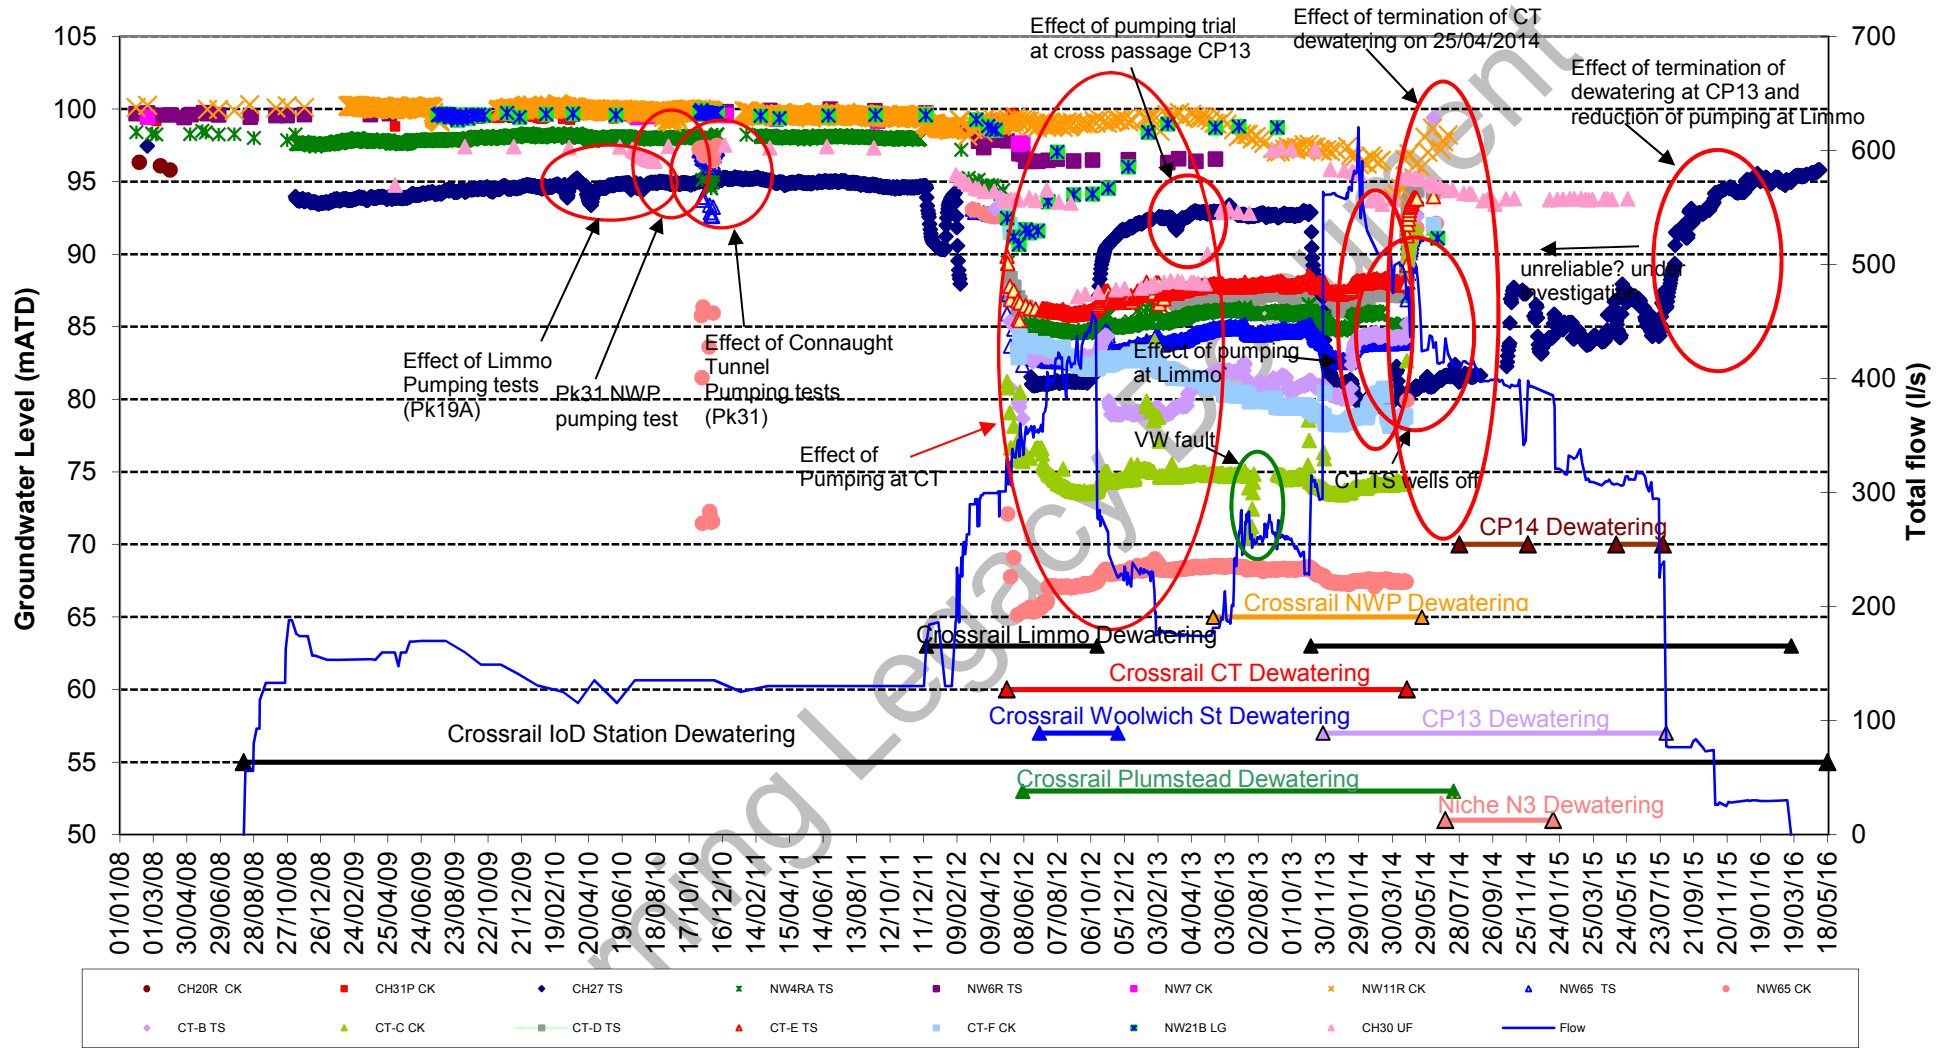 Effect of pumping trial
at cross passage CP13
Effect of termination of CT
dewatering on 25/04/2014
Effect of termination of
dewatering at CP13 and
reduction of pumping at Limmo
Groundwater Level (mATD)
105
100
95
90
85
80
75
70
65
60
55
50
Total flow (l/s)
700
600
500
400
300
200
100
0
unreliable? under
investigation
Effect of Limmo
Pumping tests
(Pk19A)
Pk31 NWP
pumping test
Effect of Connaught
Tunnel
Pumping tests
(Pk31)
Effect of pumping
at Limmo
Effect of
Pumping at CT
VW fault
CT TS wells off
CP14 Dewatering
Crossrail NWP Dewatering
Crossrail Limmo Dewatering
Crossrail CT Dewatering
Crossrail Woolwich St Dewatering
CP13 Dewatering
Crossrail IoD Station Dewatering
Crossrail Plumstead Dewatering
Niche N3 Dewatering
ming Legacy Document
01/01/08
01/03/08
30/04/08
29/06/08
28/08/08
27/10/08
26/12/08
24/02/09
25/04/09
24/06/09
23/08/09
22/10/09
21/12/09
19/02/10
20/04/10
19/06/10
18/08/10
17/10/10
16/12/10
14/02/11
15/04/11
14/06/11
13/08/11
12/10/11
11/12/11
09/02/12
09/04/12
08/06/12
07/08/12
06/10/12
05/12/12
03/02/13
04/04/13
03/06/13
02/08/13
01/10/13
30/11/13
29/01/14
30/03/14
29/05/14
28/07/14
26/09/14
25/11/14
24/01/15
25/03/15
24/05/15
23/07/15
21/09/15
20/11/15
19/01/16
19/03/16
18/05/16
CH20R CK
CH31P CK
CH27 TS
NW4RA TS
NW6R TS
NW7 CK
NW11R CK
NW65 TS
NW65 CK
CT-B TS
CT-C CK
CT-D TS
CT-E TS
CT-F CK
NW21B LG
CH30 UF
Flow